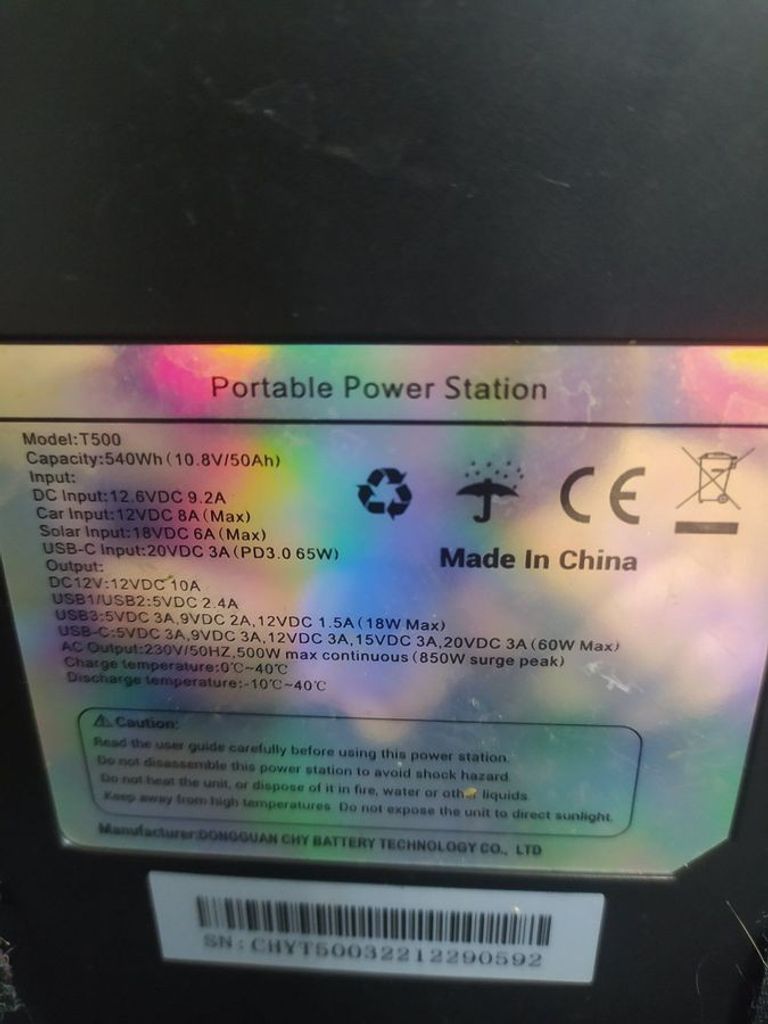 Portable Power Station
Model:T500
Capacity:540Wh (10.8V/50Ah)
Input:
DC Input:12.6VDC 9.2A
Car Input:12VDC 8A (Max)
Solar Input:18VDC 6A (Max)
USB-C Input:20VDC 3A (PD3.0 65W)
Output:
DC12V:12VDC 10A
USB1/USB2:5VDC 2.4A
USB3:5VDC 3A,9VDC 2A,12VDC 1.5A (18W Max)
USB-C:5VDC 3A,9VDC 3A,12VDC 3A,15VDC 3A,20VDC 3A (60W Max)
AC Output:230V/50HZ,500W max continuous (850W surge peak)
Charge temperature:0℃~40℃
Discharge temperature:-10℃~40℃
CE
Made In China
Caution:
Read the user guide carefully before using this power station.
Do not disassemble this power station to avoid shock hazard.
Do not heat the unit, or dispose of it in fire, water or other liquids.
Keep away from high temperatures. Do not expose the unit to direct sunlight.
Manufacturer:DONGGUAN CHY BATTERY TECHNOLOGY CO., LTD
SN: CHYT50032212290592